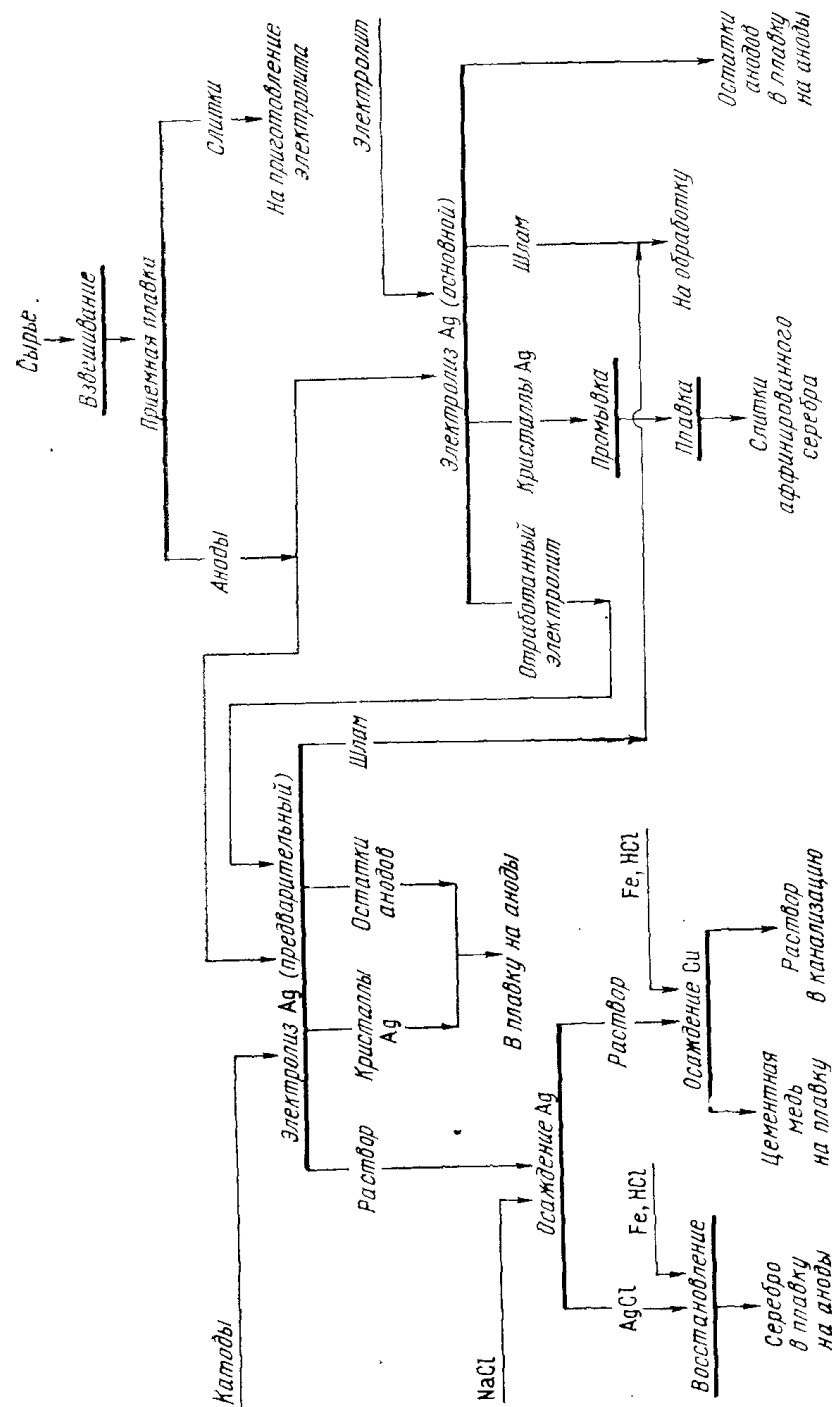 Сырье.
Взвешивание
Приемная плавка
Аноды
Слитки
На приготовление
электролита
Электролит
Электролиз Ag (основной)
Отработанный
электролит
Кристаллы Ag
Шлам
Промывка
Плавка
На обработку
Слитки
аффинированного
серебра
Остатки
анодов
в плавку
на аноды
Катоды
Электролиз Ag (предварительный)
Раствор
Кристаллы
Ag
Остатки
анодов
Шлам
В плавку на аноды
NaCl
Осаждение Ag
AgCl
Раствор
Fe, HCl
Fe, HCl
Восстановление
Осаждение Cu
Серебро
в плавку
на аноды
Цементная
медь
на плавку
Раствор
в канализацию